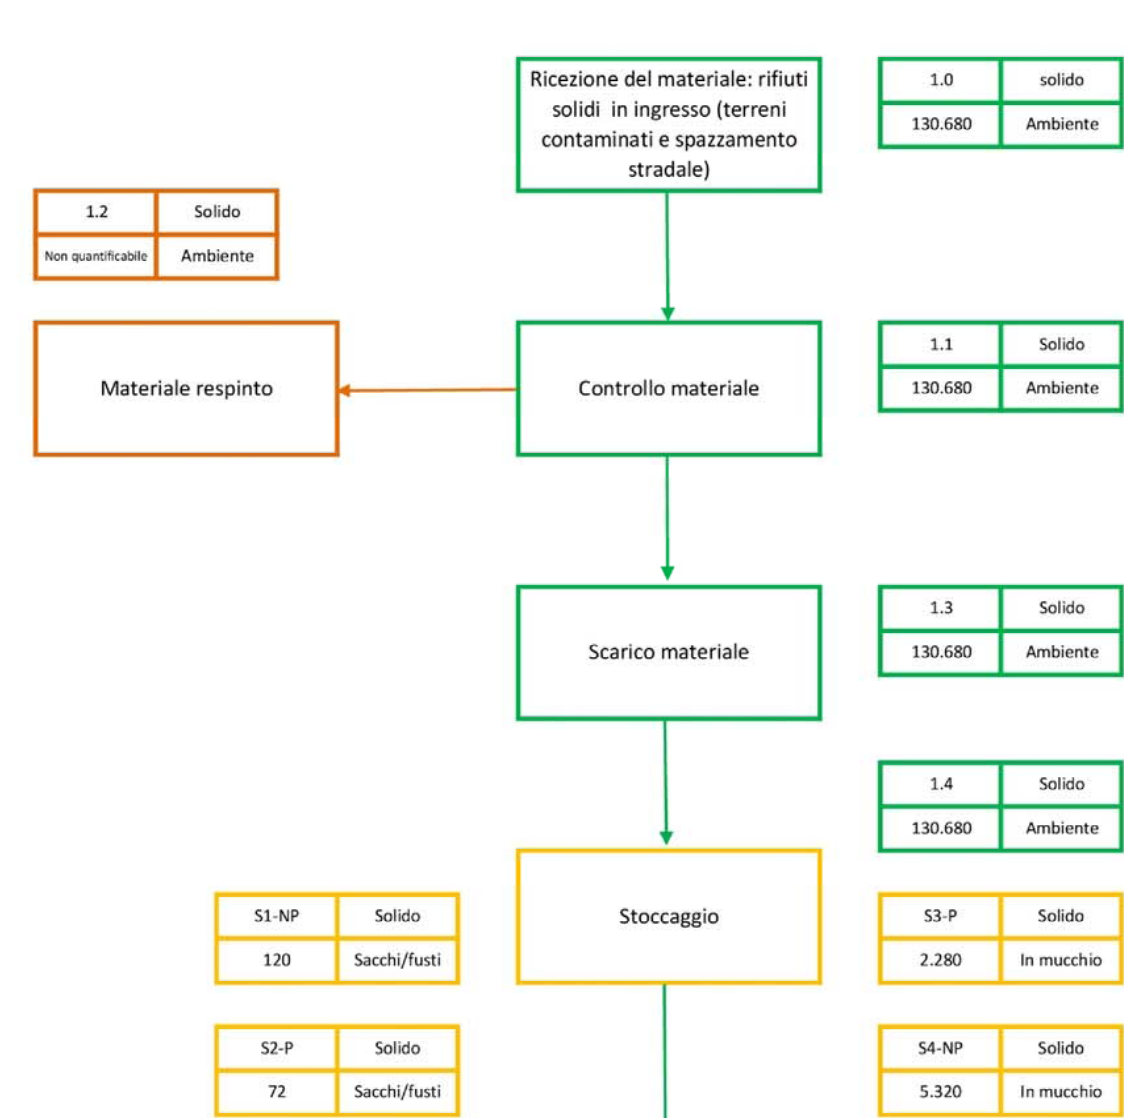 Ricezione del materiale: rifiuti
solidi in ingresso (terreni
contaminati e spazzamento
stradale)
1.0 solido
130.680 Ambiente
1.2 Solido
Non quantificabile Ambiente
Materiale respinto
Controllo materiale
1.1 Solido
130.680 Ambiente
Scarico materiale
1.3 Solido
130.680 Ambiente
1.4 Solido
130.680 Ambiente
Stoccaggio
S1-NP Solido
120 Sacchi/fusti
S3-P Solido
2.280 In mucchio
S2-P Solido
72 Sacchi/fusti
S4-NP Solido
5.320 In mucchio